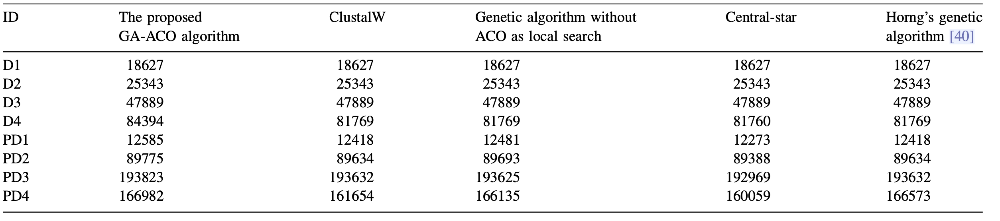 ID The proposed ClustalW Genetic algorithm without Central-star Horng's genetic
GA-ACO algorithm ACO as local search algorithm [40]
D1 18627 18627 18627 18627 18627
D2 25343 25343 25343 25343 25343
D3 47889 47889 47889 47889 47889
D4 84394 81769 81769 81760 81769
PD1 12585 12418 12481 12273 12418
PD2 89775 89634 89693 89388 89634
PD3 193823 193632 193625 192969 193632
PD4 166982 161654 166135 160059 166573